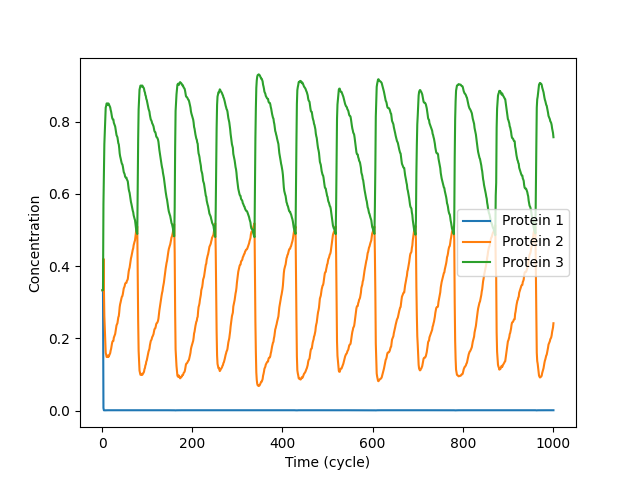 0.8
0.6
0.4
0.2
0.0
Concentration
Protein 1
Protein 2
Protein 3
0 200 400 600 800 1000
Time (cycle)